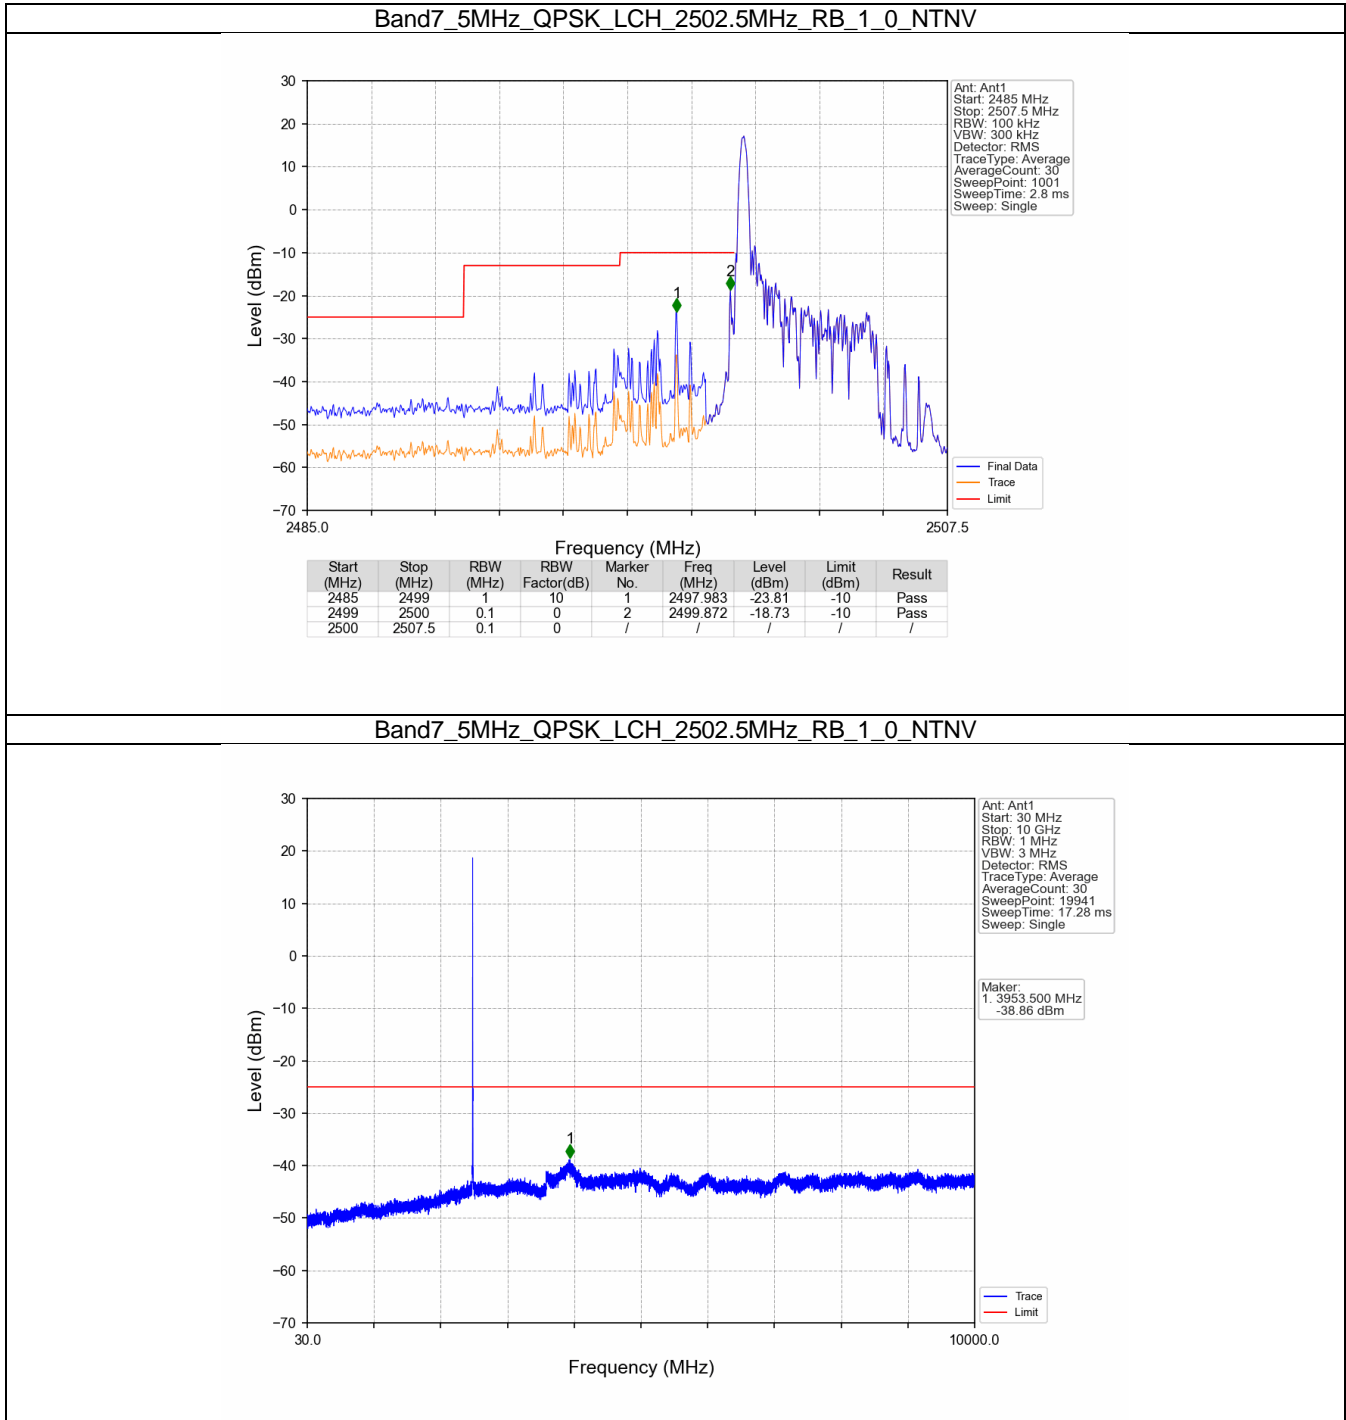 Band7_5MHz_QPSK_LCH_2502.5MHz_RB_1_0_NTNV
30
20
10
0
−10
−20
−30
−40
−50
−60
−70
Level (dBm)
1
2
2485.0
2507.5
Frequency (MHz)
Ant: Ant1
Start: 2485 MHz
Stop: 2507.5 MHz
RBW: 100 kHz
VBW: 300 kHz
Detector: RMS
TraceType: Average
AverageCount: 30
SweepPoint: 1001
SweepTime: 2.8 ms
Sweep: Single
Final Data
Trace
Limit
Start (MHz) Stop (MHz) RBW (MHz) RBW Factor(dB) Marker No. Freq (MHz) Level (dBm) Limit (dBm) Result
2485 2499 1 10 1 2497.983 -23.81 -10 Pass
2499 2500 0.1 0 2 2499.872 -18.73 -10 Pass
2500 2507.5 0.1 0 / / / / /
Band7_5MHz_QPSK_LCH_2502.5MHz_RB_1_0_NTNV
30
20
10
0
−10
−20
−30
−40
−50
−60
−70
Level (dBm)
1
30.0
10000.0
Frequency (MHz)
Ant: Ant1
Start: 30 MHz
Stop: 10 GHz
RBW: 1 MHz
VBW: 3 MHz
Detector: RMS
TraceType: Average
AverageCount: 30
SweepPoint: 19941
SweepTime: 17.28 ms
Sweep: Single
Maker:
1. 3953.500 MHz
-38.86 dBm
Trace
Limit